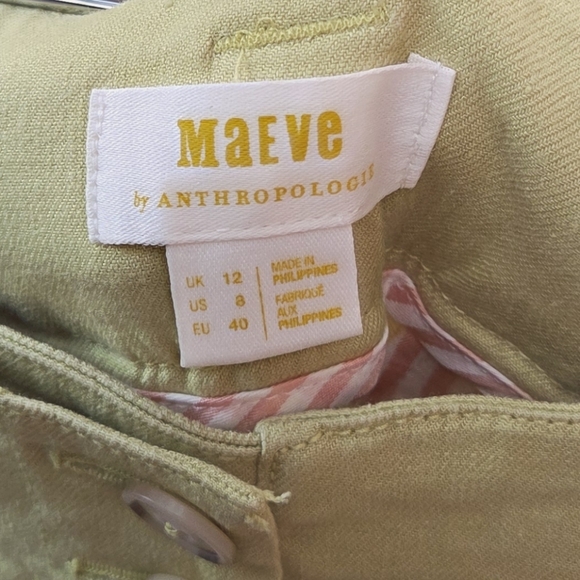 MaEve
by ANTHROPOLOGIE
UK 12
US 8
EU 40
MADE IN
PHILIPPINES
FABRIQUÉ
AUX
PHILIPPINES